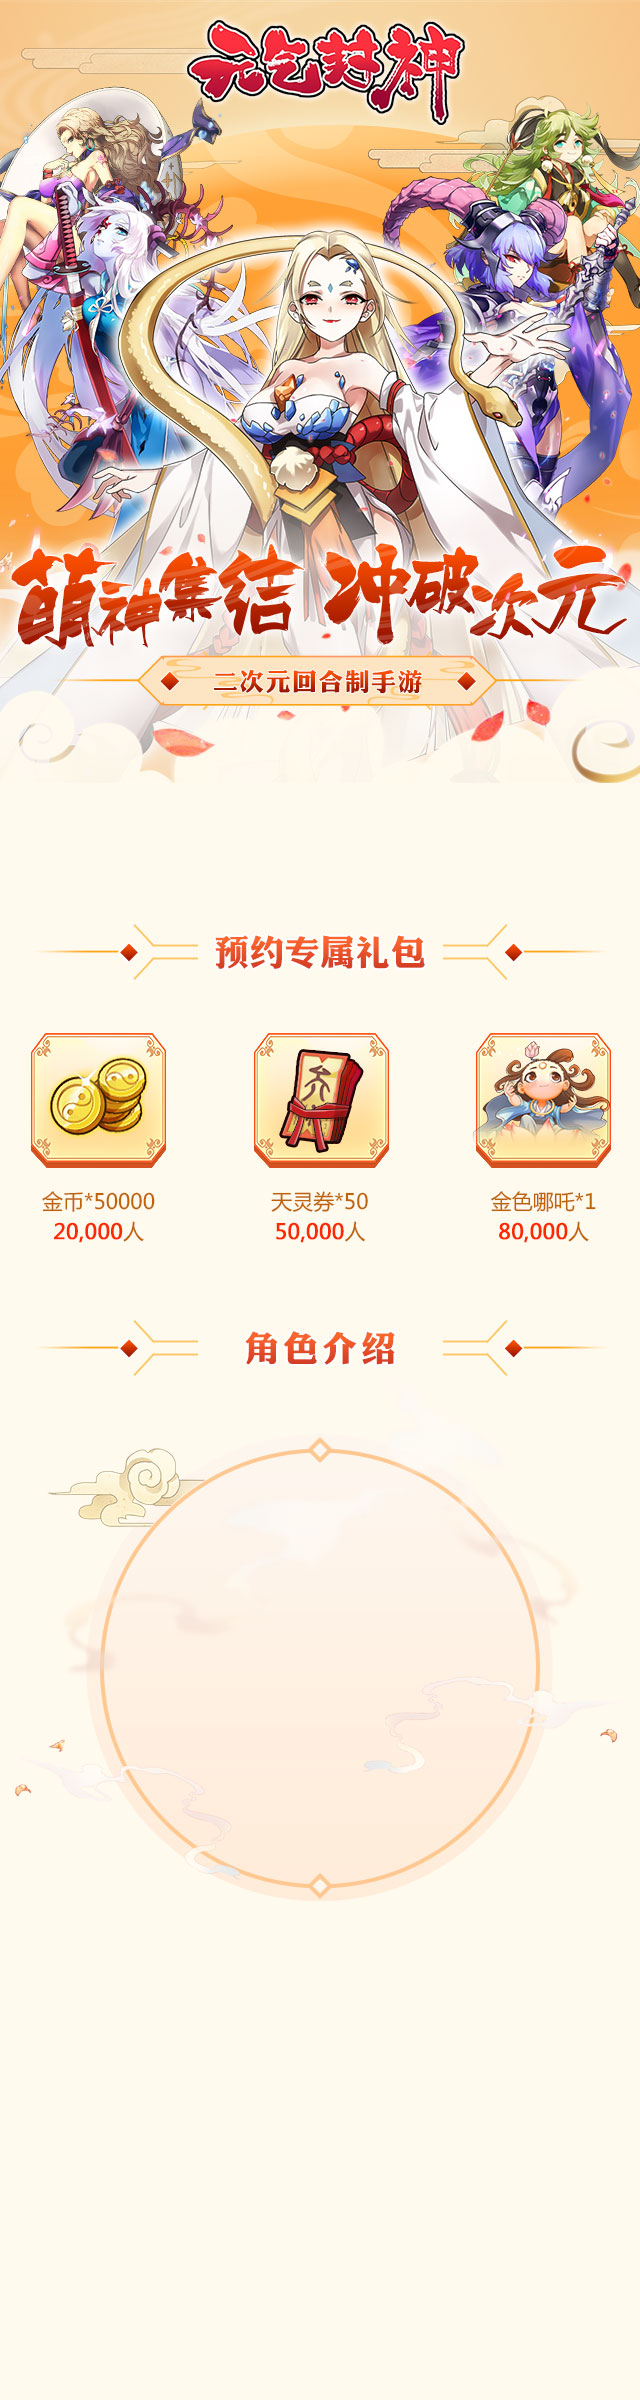 元气封神
萌神集结 冲破次元
二次元回合制手游
预约专属礼包
金币*50000
20,000人
天灵券*50
50,000人
金色哪吒*1
80,000人
角色介绍